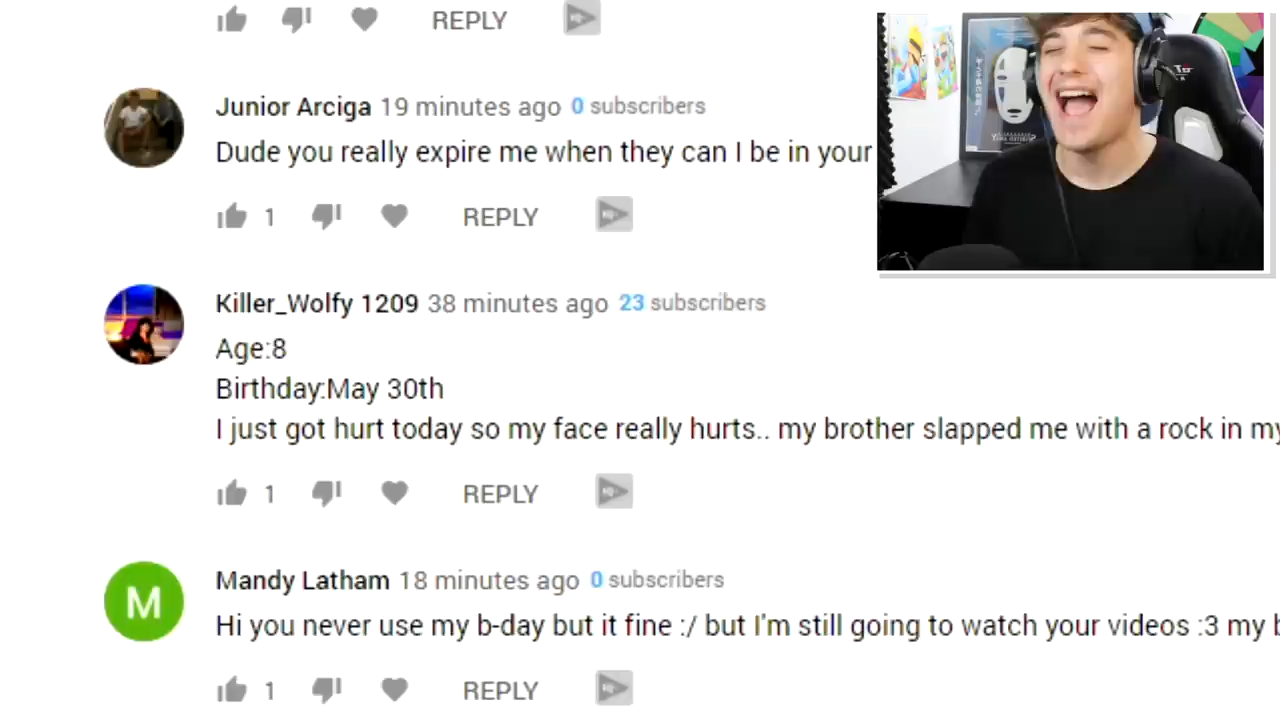 REPLY
Junior Arciga 19 minutes ago 0 subscribers
Dude you really expire me when they can I be in your
1 REPLY
Killer_Wolfy 1209 38 minutes ago 23 subscribers
Age:8
Birthday:May 30th
I just got hurt today so my face really hurts.. my brother slapped me with a rock in my
1 REPLY
M
Mandy Latham 18 minutes ago 0 subscribers
Hi you never use my b-day but it fine :/ but I'm still going to watch your videos :3 my b
1 REPLY